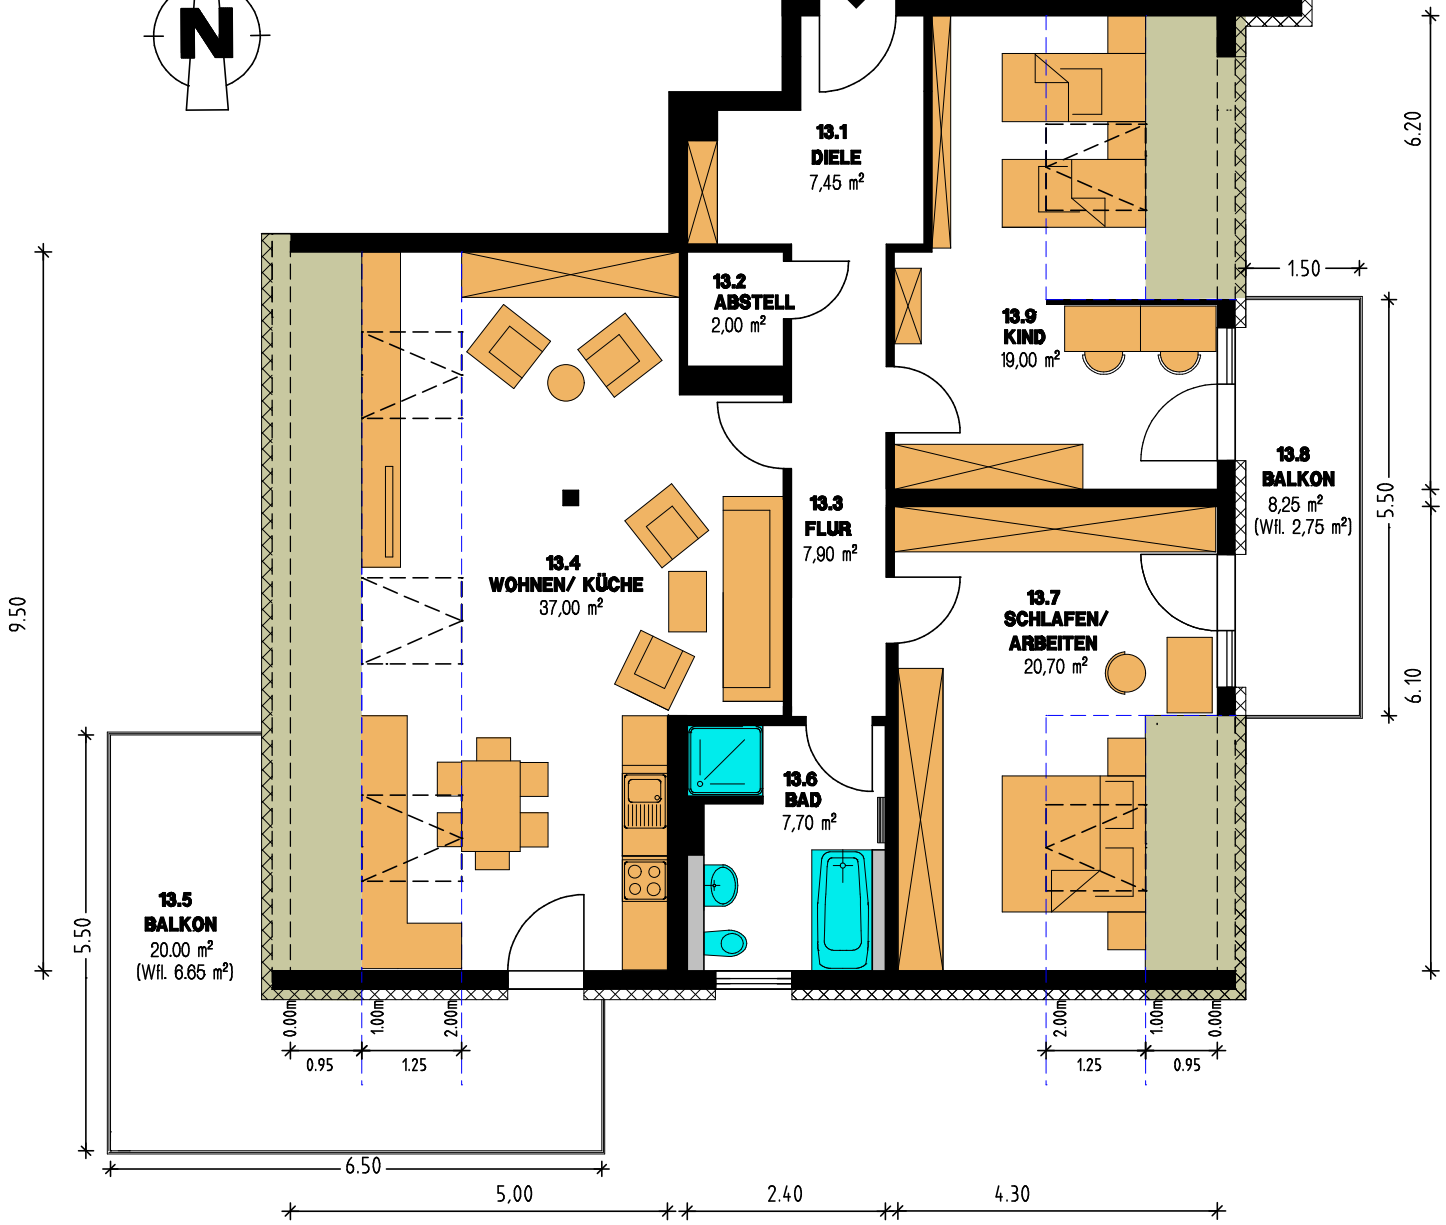 N
13.1
DIELE
7,45 m²
6.20
13.2
ABSTELL
2,00 m²
1.50
13.9
KIND
19,00 m²
13.8
BALKON
8,25 m²
(Wfl. 2,75 m²)
5.50
13.3
FLUR
7,90 m²
13.4
WOHNEN/ KÜCHE
37,00 m²
9.50
13.7
SCHLAFEN/
ARBEITEN
20,70 m²
6.10
13.6
BAD
7,70 m²
13.5
BALKON
20.00 m²
(Wfl. 6.65 m²)
5.50
0.00m
1.00m
2.00m
2.00m
1.00m
0.00m
0.95
1.25
1.25
0.95
6.50
5,00
2.40
4.30